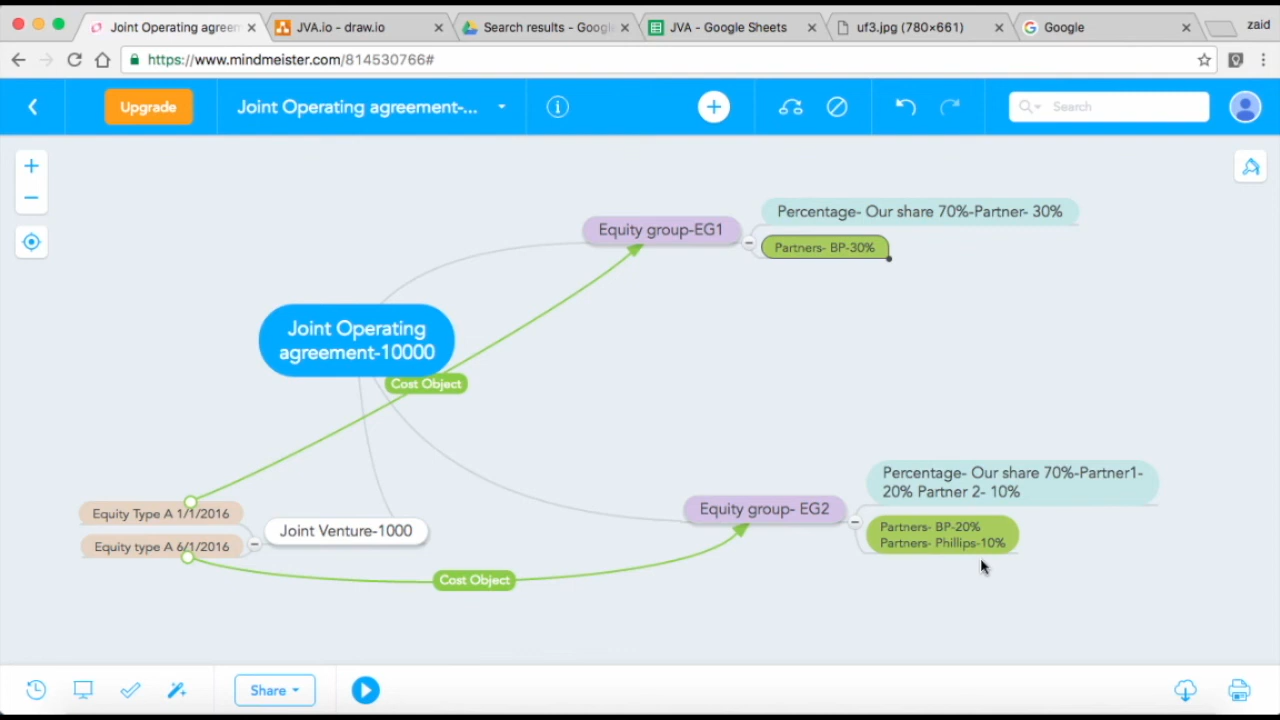 Joint Operating agreen
JVA.io - draw.io
Search results - Googl
JVA - Google Sheets
uf3.jpg (780×661)
Google
zaid
https://www.mindmeister.com/814530766#
Upgrade
Joint Operating agreement-...
Search
Percentage- Our share 70%-Partner- 30%
Equity group-EG1
Partners- BP-30%
Joint Operating
agreement-10000
Cost Object
Percentage- Our share 70%-Partner1-
20% Partner 2- 10%
Equity Type A 1/1/2016
Equity group- EG2
Joint Venture-1000
Partners- BP-20%
Partners- Phillips-10%
Equity type A 6/1/2016
Cost Object
Share